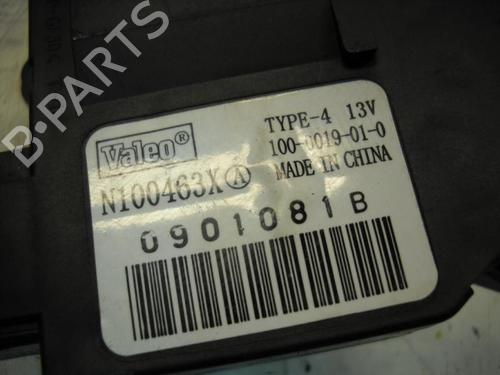 Valeo®
TYPE-4 13V
100-0019-01-0
MADE IN CHINA
N100463X Ⓐ
0901081B
B-PARTS